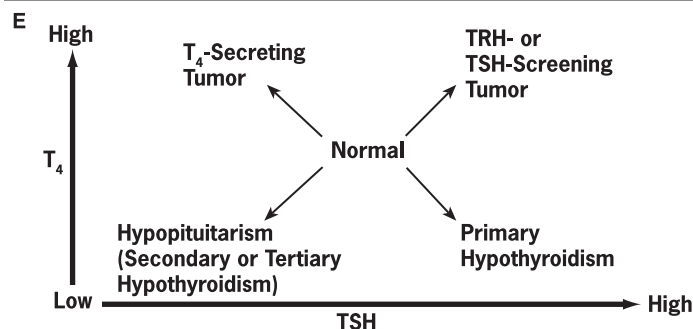 E
High
T4-Secreting
Tumor
TRH- or
TSH-Screening
Tumor
Normal
T4
Hypopituitarism
(Secondary or Tertiary
Hypothyroidism)
Primary
Hypothyroidism
Low
High
TSH